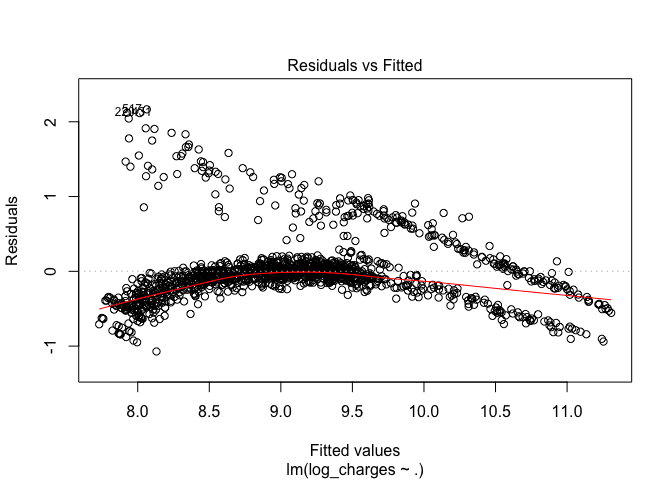 Residuals vs Fitted
Residuals
2
1
0
-1
8.0 8.5 9.0 9.5 10.0 10.5 11.0
Fitted values
lm(log_charges ~ .)